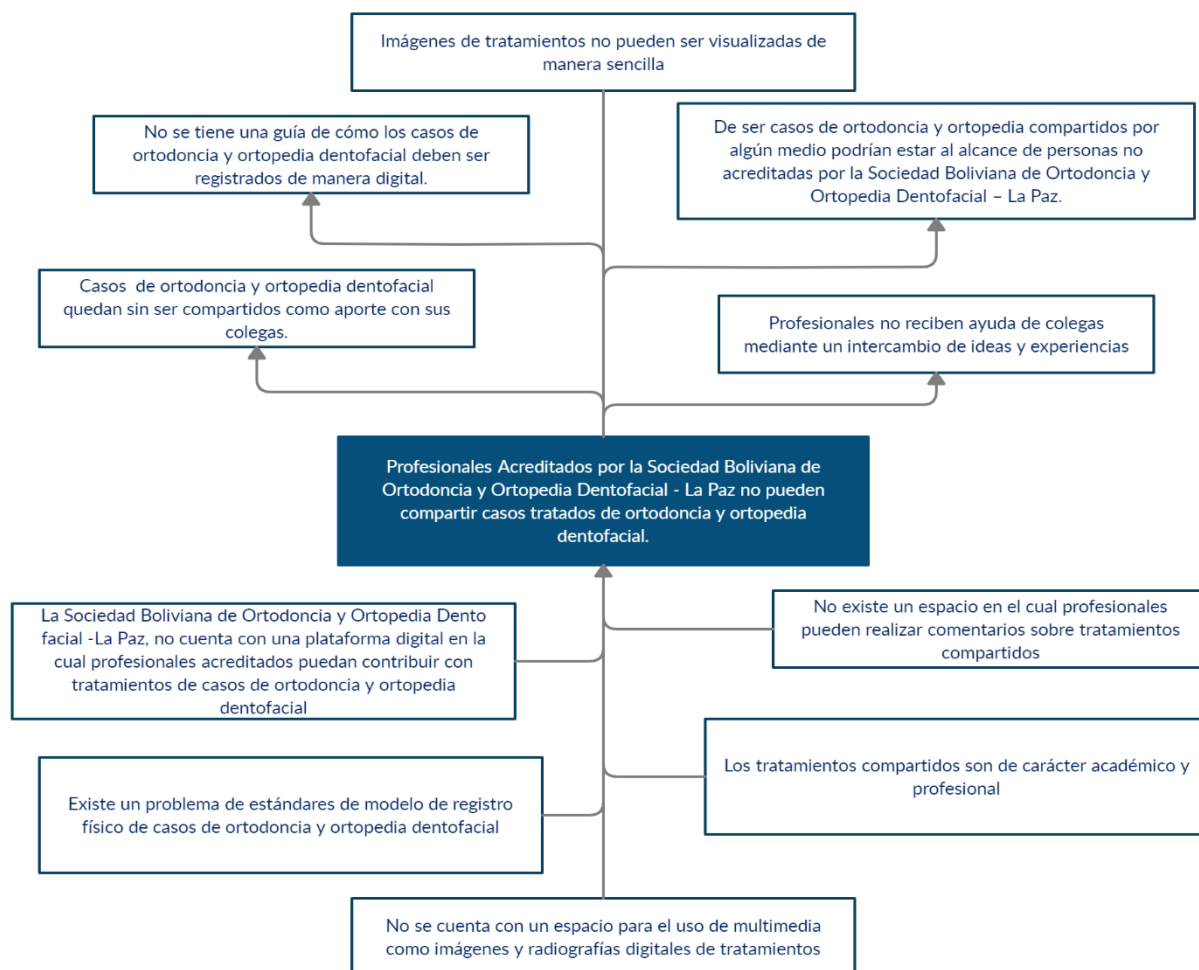 Imágenes de tratamientos no pueden ser visualizadas de
manera sencilla
No se tiene una guía de cómo los casos de
ortodoncia y ortopedia dentofacial deben ser
registrados de manera digital.
De ser casos de ortodoncia y ortopedia compartidos por
algún medio podrían estar al alcance de personas no
acreditadas por la Sociedad Boliviana de Ortodoncia y
Ortopedia Dentofacial – La Paz.
Casos de ortodoncia y ortopedia dentofacial
quedan sin ser compartidos como aporte con sus
colegas.
Profesionales no reciben ayuda de colegas
mediante un intercambio de ideas y experiencias
Profesionales Acreditados por la Sociedad Boliviana de
Ortodoncia y Ortopedia Dentofacial - La Paz no pueden
compartir casos tratados de ortodoncia y ortopedia
dentofacial.
La Sociedad Boliviana de Ortodoncia y Ortopedia Dento
facial -La Paz, no cuenta con una plataforma digital en la
cual profesionales acreditados puedan contribuir con
tratamientos de casos de ortodoncia y ortopedia
dentofacial
No existe un espacio en el cual profesionales
pueden realizar comentarios sobre tratamientos
compartidos
Existe un problema de estándares de modelo de registro
físico de casos de ortodoncia y ortopedia dentofacial
Los tratamientos compartidos son de carácter académico y
profesional
No se cuenta con un espacio para el uso de multimedia
como imágenes y radiografías digitales de tratamientos